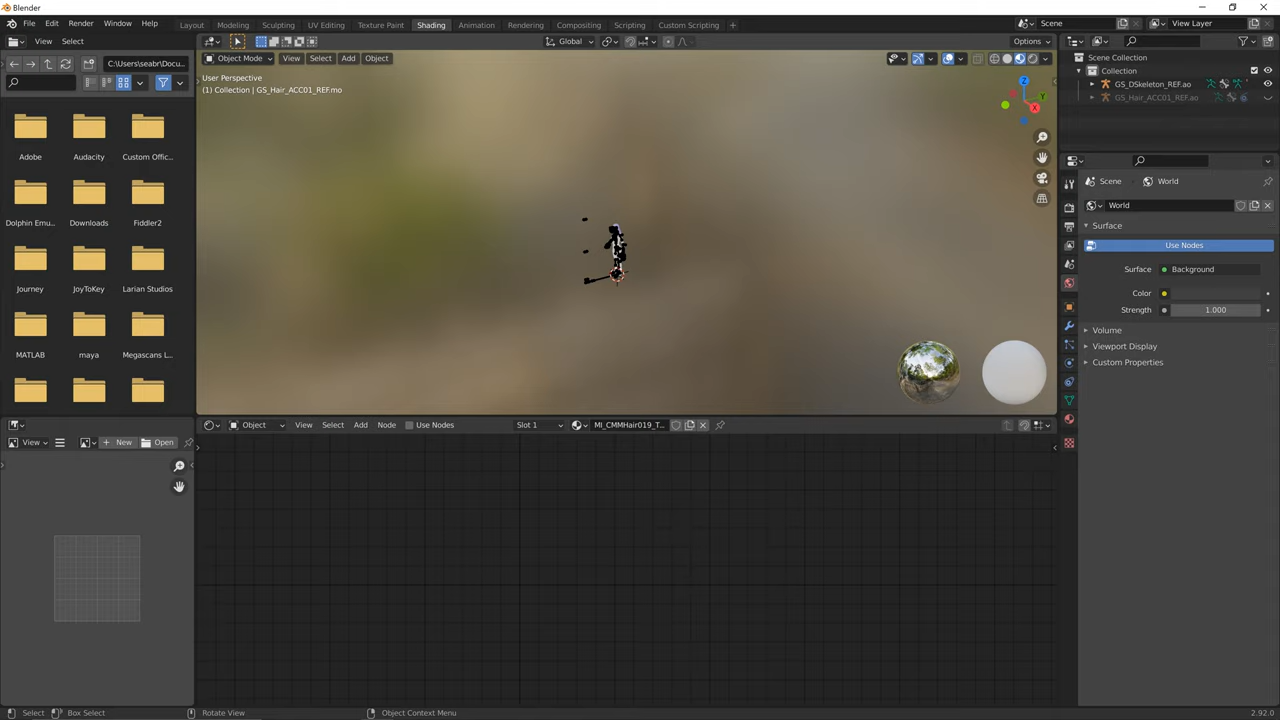 Blender
File Edit Render Window Help Layout Modeling Sculpting UV Editing Texture Paint Shading Animation Rendering Compositing Scripting Custom Scripting + Scene View Layer
View Select Global Options
C:\Users\seabr\Docu... Object Mode View Select Add Object
User Perspective
(1) Collection | GS_Hair_ACC01_REF.mo
Scene Collection
Collection
GS_DSkeleton_REF.ao
GS_Hair_ACC01_REF.ao
Z
Y
X
Adobe Audacity Custom Offic...
Dolphin Emu... Downloads Fiddler2
Journey JoyToKey Larian Studios
MATLAB maya Megascans L...
Scene World
World
Surface
Use Nodes
Surface Background
Color
Strength 1.000
Volume
Viewport Display
Custom Properties
Object View Select Add Node Use Nodes Slot 1 MI_CMMHair019_T...
View + New Open
Select Box Select Rotate View Object Context Menu 2.92.0